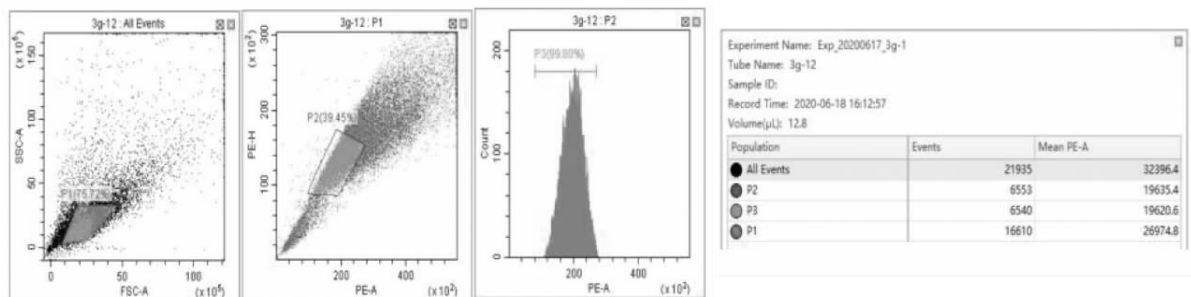 3g-12 : All Events
(x 10⁶)
150
100
50
0
SSC-A
P1(75.72%)
0 50 100
FSC-A (x 10⁵)
3g-12 : P1
(x 10²)
300
200
100
PE-H
P2(39.45%)
200 400
PE-A (x 10²)
3g-12 : P2
200
100
0
Count
P3(99.80%)
0 200 400
PE-A (x 10²)
Experiment Name: Exp_20200617_3g-1
Tube Name: 3g-12
Sample ID:
Record Time: 2020-06-18 16:12:57
Volume(μL): 12.8
Population Events Mean PE-A
All Events 21935 32396.4
P2 6553 19635.4
P3 6540 19620.6
P1 16610 26974.8